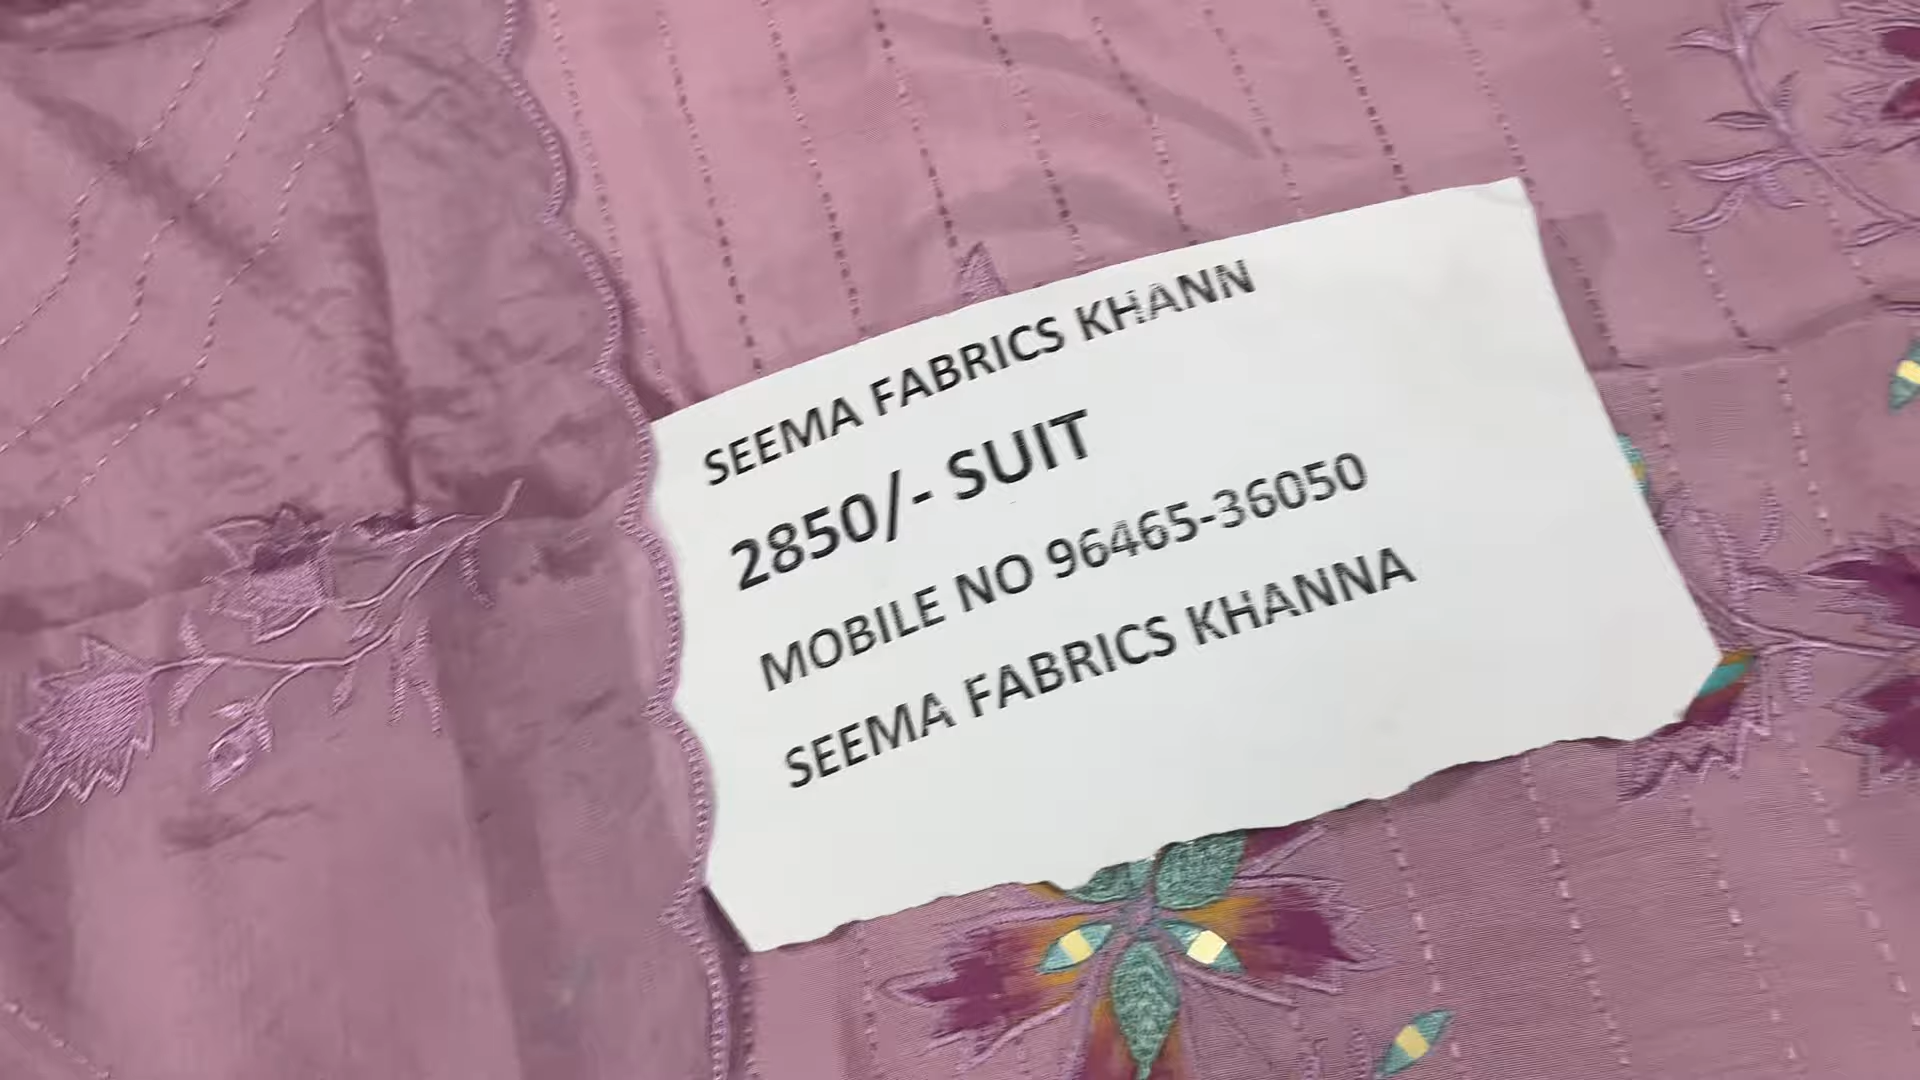 SEEMA FABRICS KHANN
2850/- SUIT
MOBILE NO 96465-36050
SEEMA FABRICS KHANNA